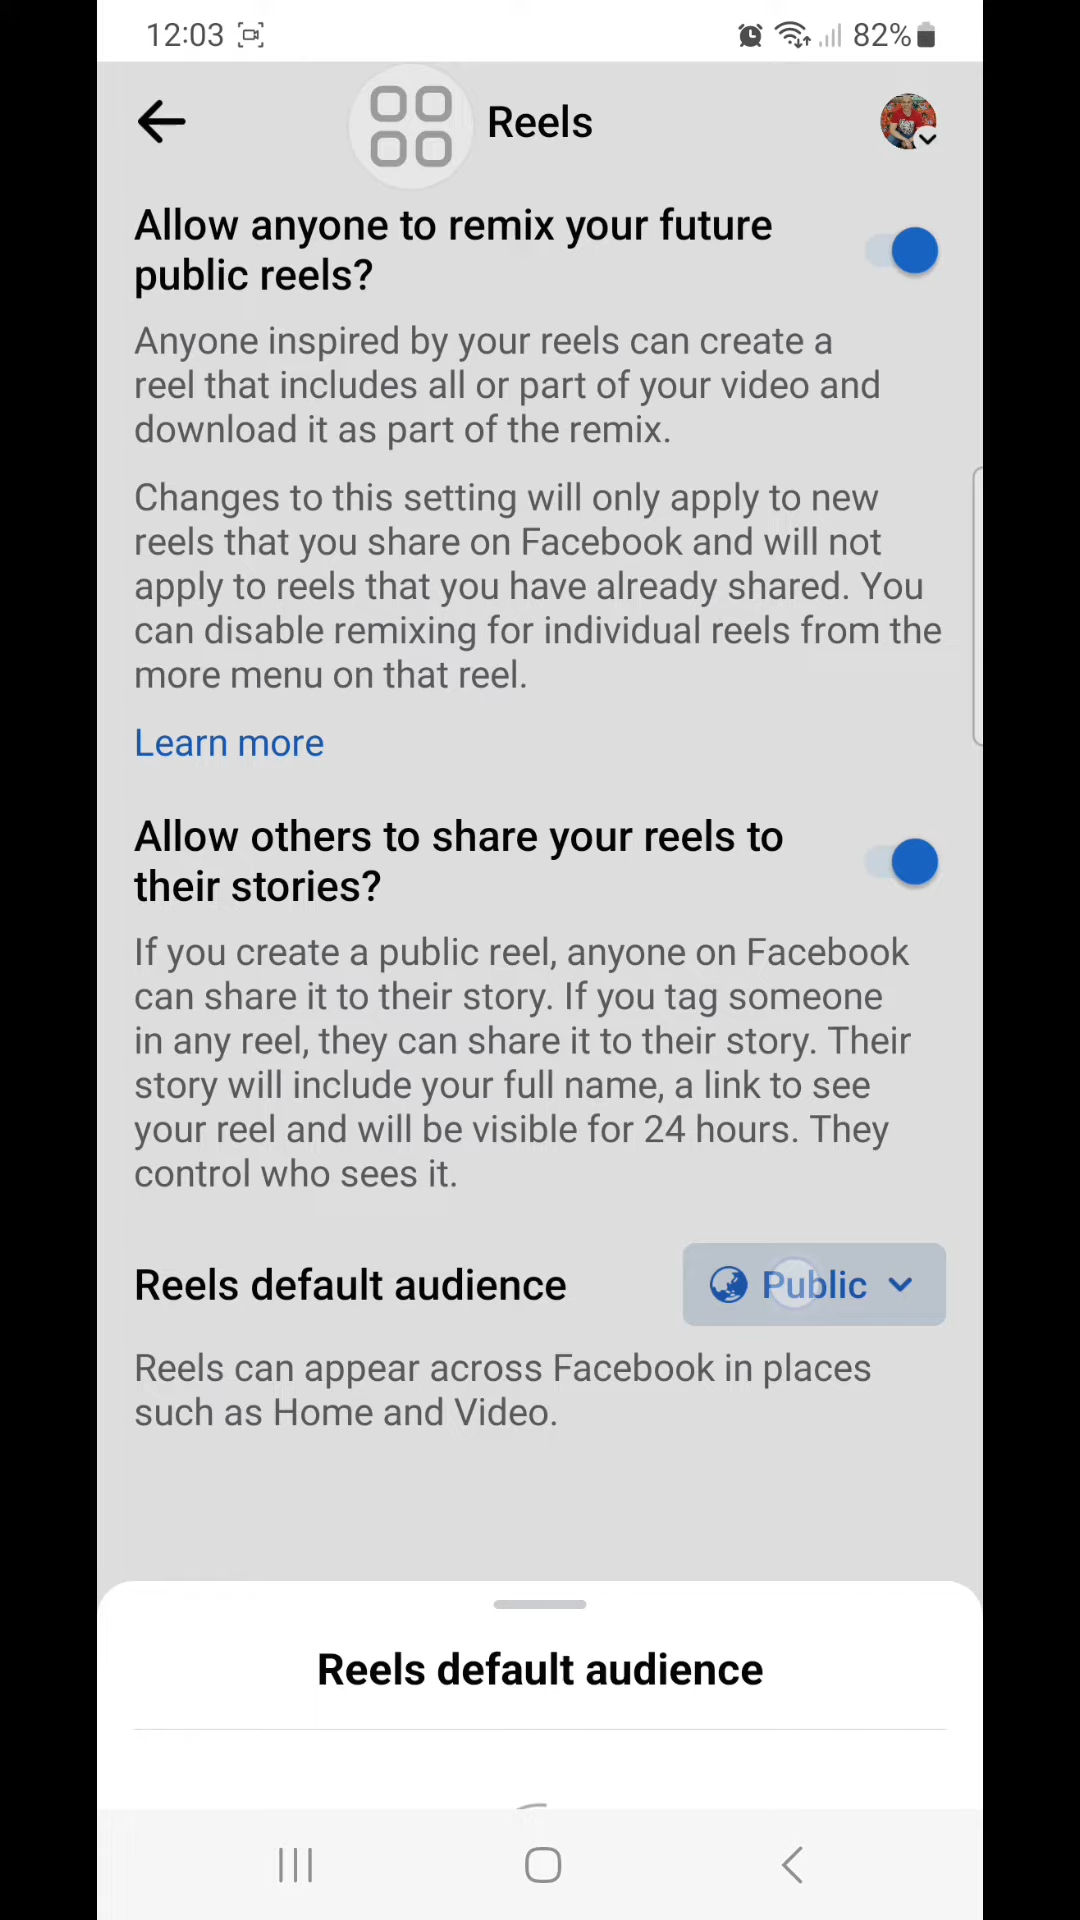 12:03
82%
Reels
Allow anyone to remix your future
public reels?
Anyone inspired by your reels can create a
reel that includes all or part of your video and
download it as part of the remix.
Changes to this setting will only apply to new
reels that you share on Facebook and will not
apply to reels that you have already shared. You
can disable remixing for individual reels from the
more menu on that reel.
Learn more
Allow others to share your reels to
their stories?
If you create a public reel, anyone on Facebook
can share it to their story. If you tag someone
in any reel, they can share it to their story. Their
story will include your full name, a link to see
your reel and will be visible for 24 hours. They
control who sees it.
Reels default audience
Public
Reels can appear across Facebook in places
such as Home and Video.
Reels default audience